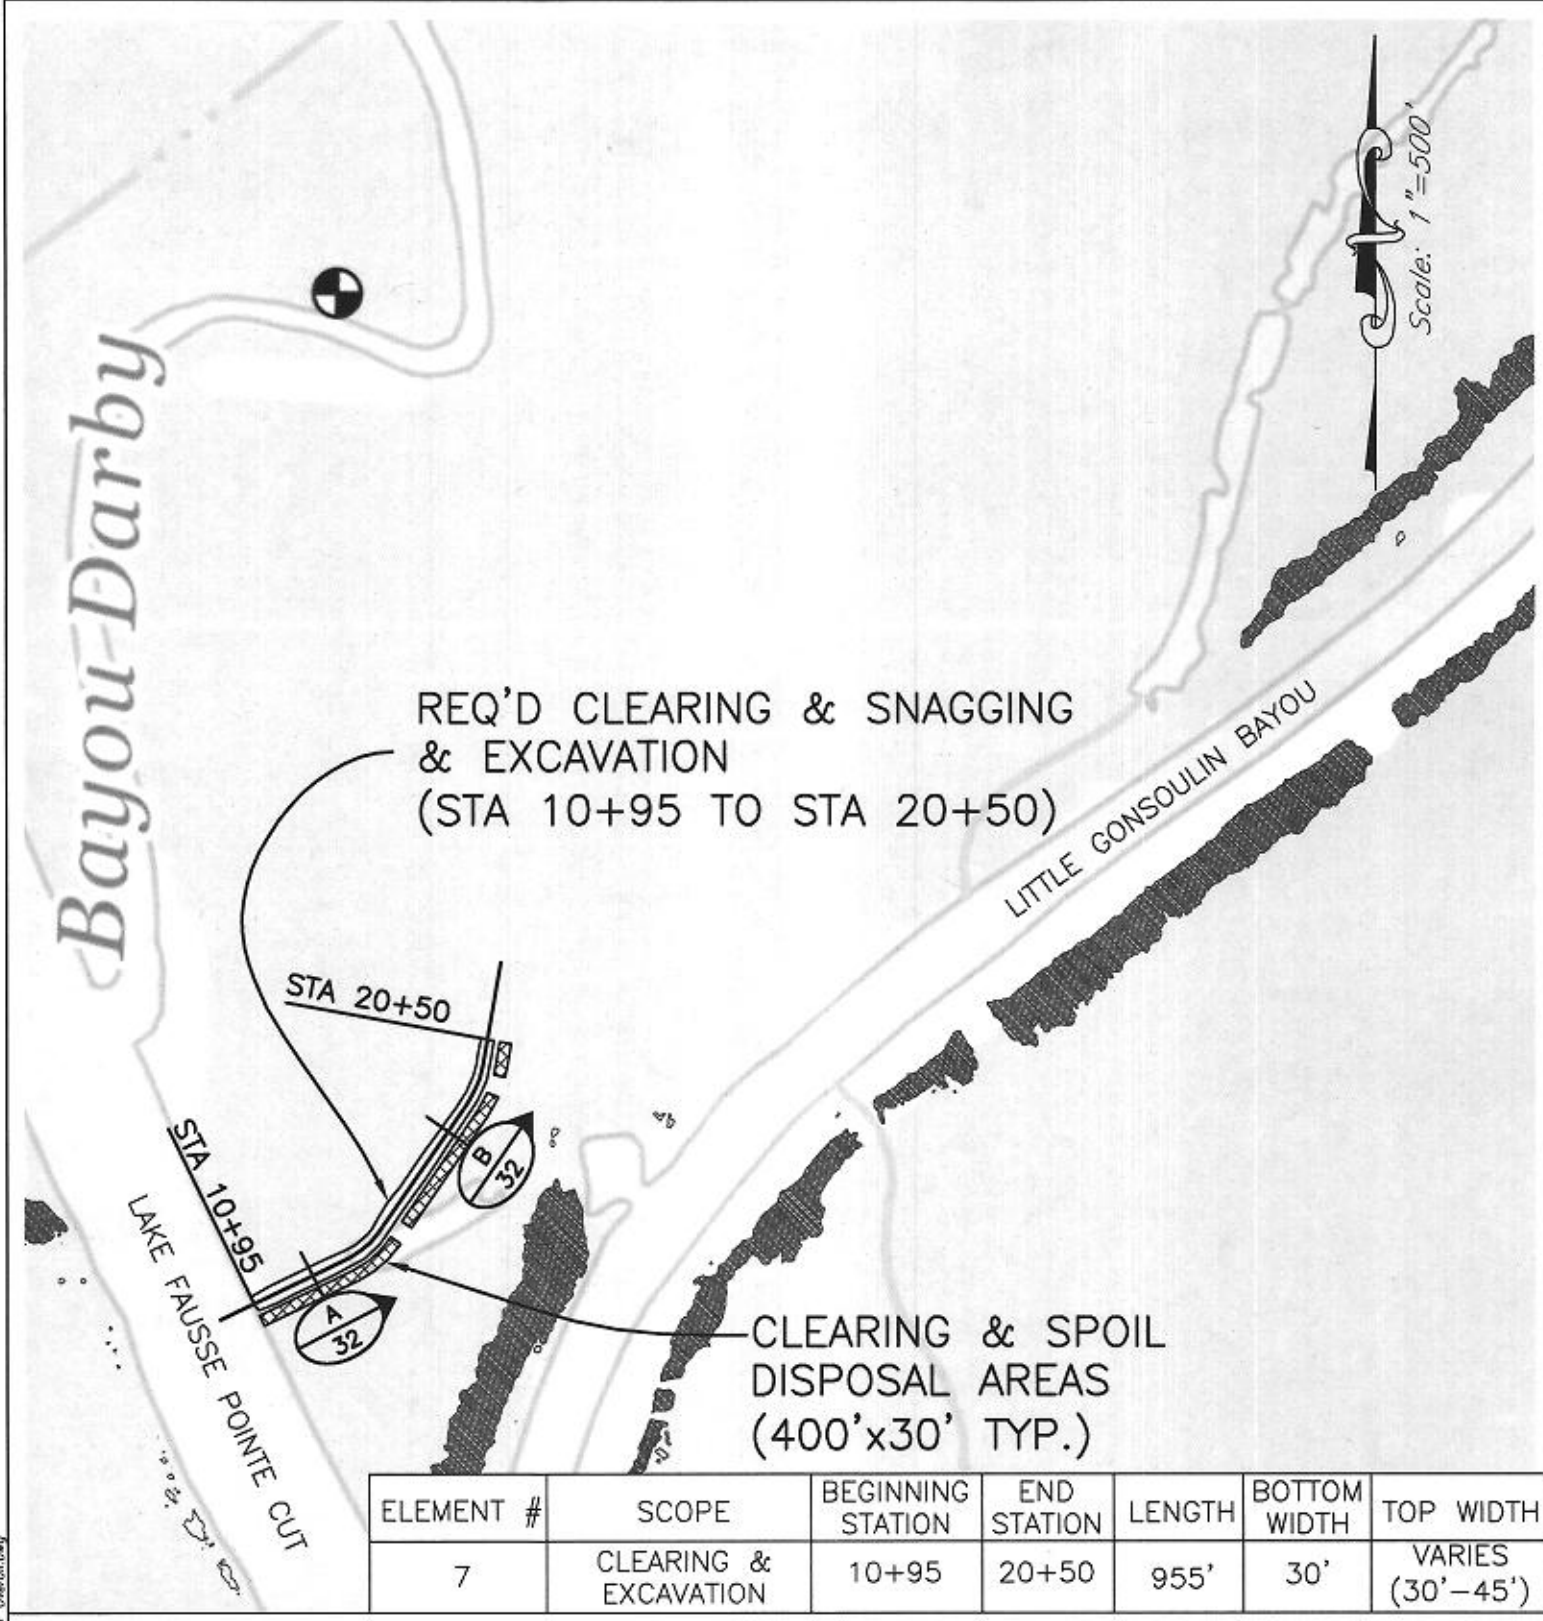 Scale: 1"=500'
Bayou-Darby
REQ'D CLEARING & SNAGGING
& EXCAVATION
(STA 10+95 TO STA 20+50)
LITTLE GONSOULIN BAYOU
STA 20+50
STA 10+95
B
32
A
32
LAKE FAUSSE POINTE CUT
CLEARING & SPOIL
DISPOSAL AREAS
(400'x30' TYP.)
ELEMENT # SCOPE BEGINNING STATION END STATION LENGTH BOTTOM WIDTH TOP WIDTH
7 CLEARING & EXCAVATION 10+95 20+50 955' 30' VARIES (30'-45')